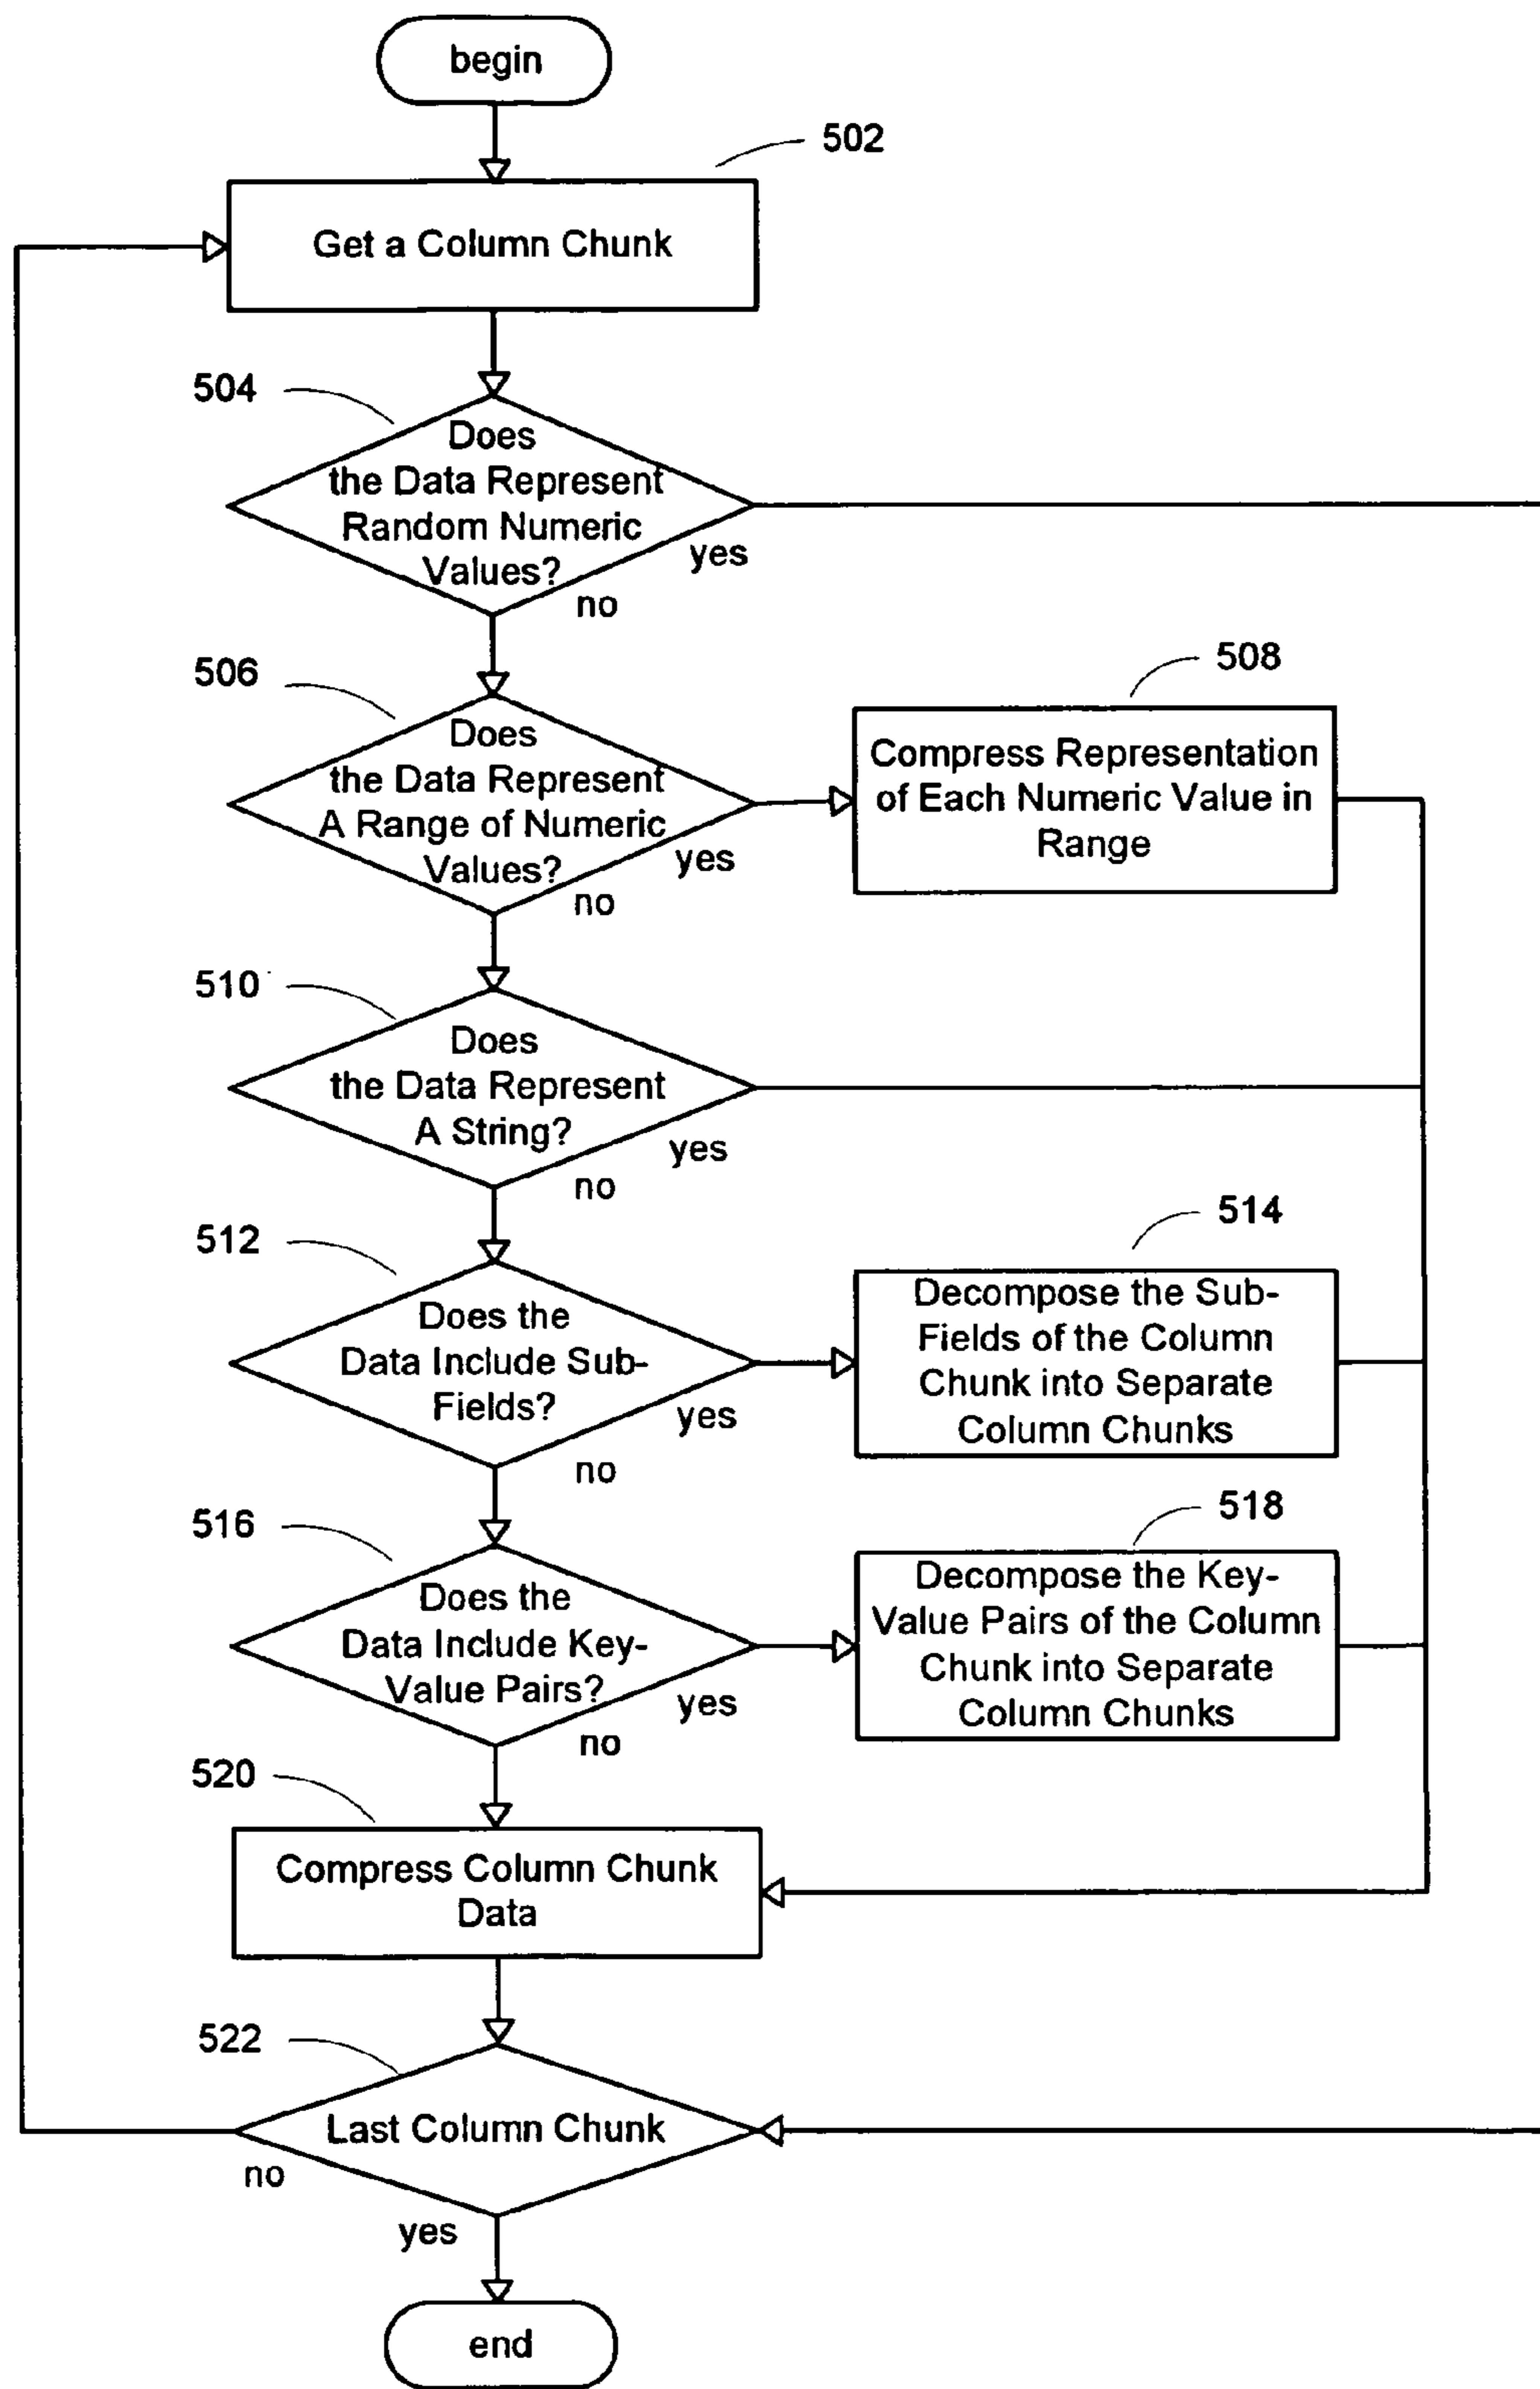 begin
502
Get a Column Chunk
504
Does
the Data Represent
Random Numeric
Values?
yes
no
506
Does
the Data Represent
A Range of Numeric
Values?
yes
no
508
Compress Representation
of Each Numeric Value in
Range
510
Does
the Data Represent
A String?
yes
no
512
Does the
Data Include Sub-
Fields?
yes
no
514
Decompose the Sub-
Fields of the Column
Chunk into Separate
Column Chunks
516
Does the
Data Include Key-
Value Pairs?
yes
no
518
Decompose the Key-
Value Pairs of the Column
Chunk into Separate
Column Chunks
520
Compress Column Chunk
Data
522
Last Column Chunk
no
yes
end